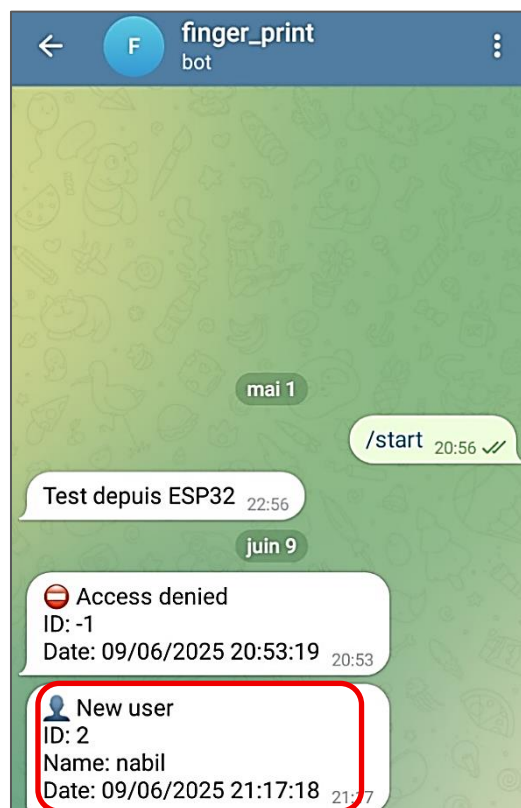 F
finger_print
bot
mai 1
/start 20:56
Test depuis ESP32 22:56
juin 9
⛔ Access denied
ID: -1
Date: 09/06/2025 20:53:19 20:53
👤 New user
ID: 2
Name: nabil
Date: 09/06/2025 21:17:18